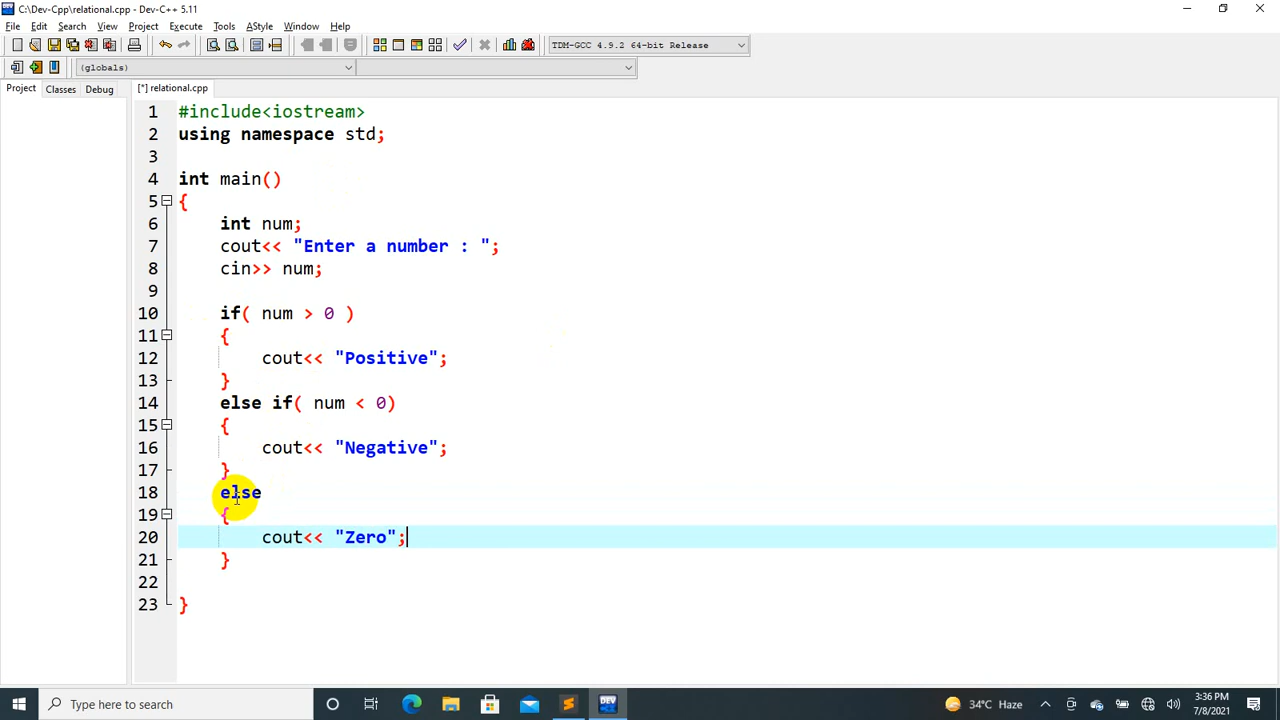 C:\Dev-Cpp\relational.cpp - Dev-C++ 5.11
File Edit Search View Project Execute Tools AStyle Window Help
TDM-GCC 4.9.2 64-bit Release
(globals)
Project Classes Debug [*] relational.cpp
1 #include<iostream>
2 using namespace std;
3
4 int main()
5 {
6 int num;
7 cout<< "Enter a number : ";
8 cin>> num;
9
10 if( num > 0 )
11 {
12 cout<< "Positive";
13 }
14 else if( num < 0)
15 {
16 cout<< "Negative";
17 }
18 else
19 {
20 cout<< "Zero";
21 }
22
23 }
Type here to search
DEV
34°C Haze
3:36 PM
7/8/2021